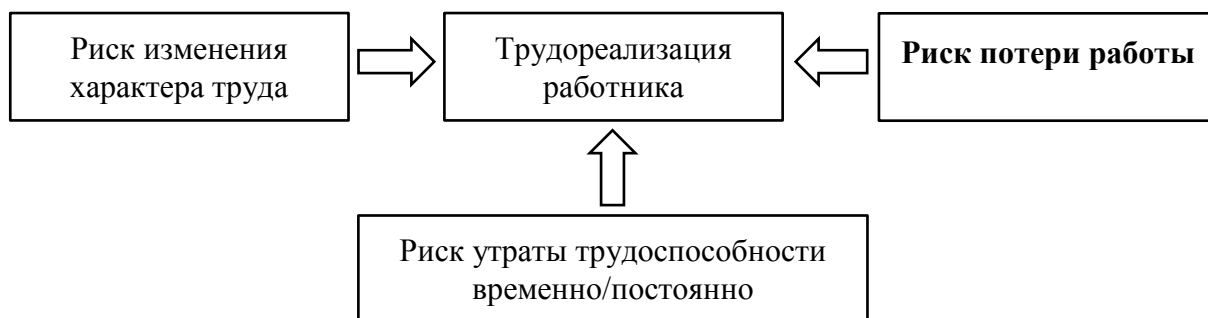 Риск изменения
характера труда
Трудореализация
работника
Риск потери работы
Риск утраты трудоспособности
временно/постоянно